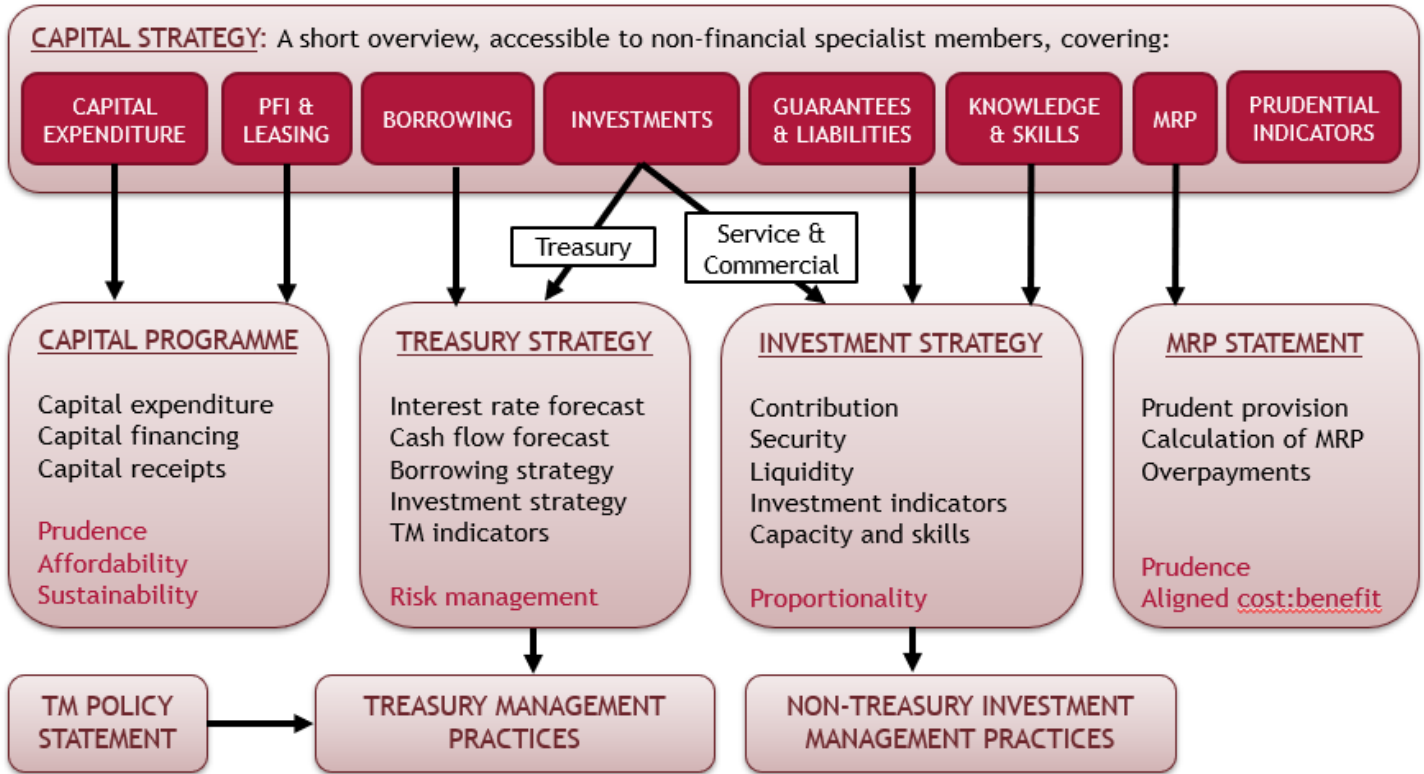 CAPITAL STRATEGY: A short overview, accessible to non-financial specialist members, covering:
CAPITAL
EXPENDITURE
PFI &
LEASING
BORROWING
INVESTMENTS
GUARANTEES
& LIABILITIES
KNOWLEDGE
& SKILLS
MRP
PRUDENTIAL
INDICATORS
Treasury
Service &
Commercial
CAPITAL PROGRAMME
Capital expenditure
Capital financing
Capital receipts
Prudence
Affordability
Sustainability
TREASURY STRATEGY
Interest rate forecast
Cash flow forecast
Borrowing strategy
Investment strategy
TM indicators
Risk management
INVESTMENT STRATEGY
Contribution
Security
Liquidity
Investment indicators
Capacity and skills
Proportionality
MRP STATEMENT
Prudent provision
Calculation of MRP
Overpayments
Prudence
Aligned cost:benefit
TM POLICY
STATEMENT
TREASURY MANAGEMENT
PRACTICES
NON-TREASURY INVESTMENT
MANAGEMENT PRACTICES